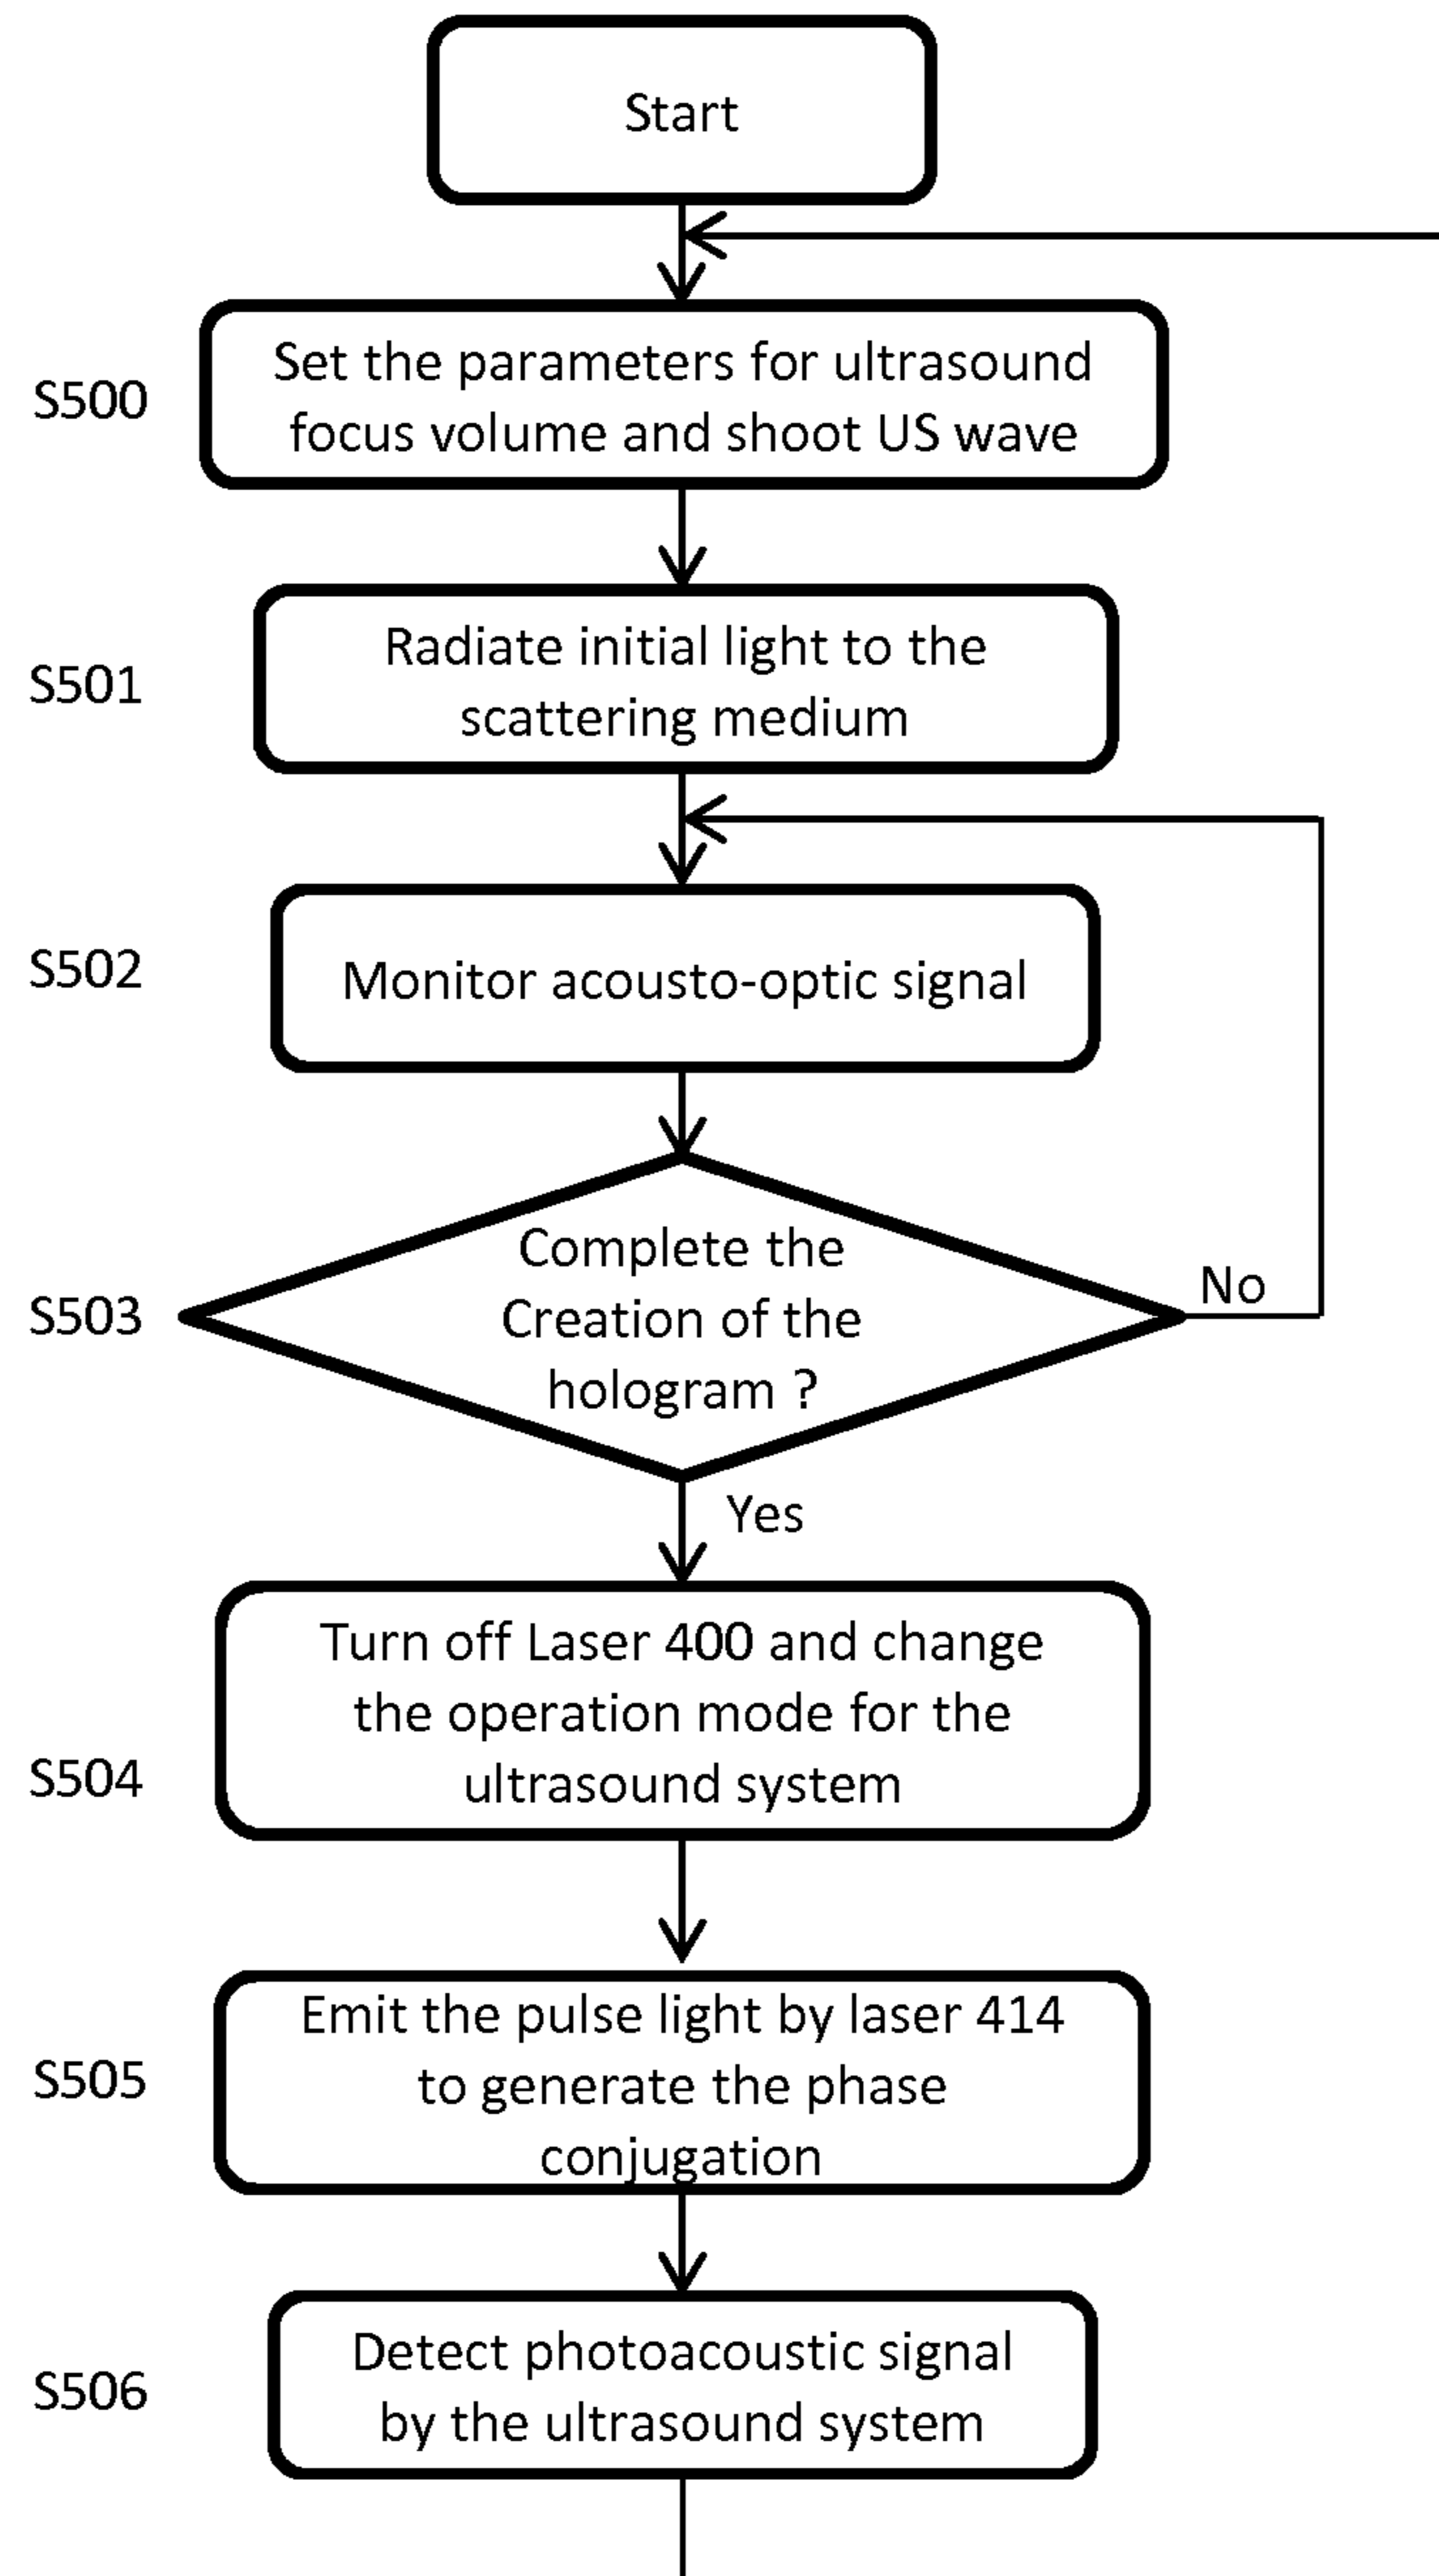 Start
S500
Set the parameters for ultrasound
focus volume and shoot US wave
S501
Radiate initial light to the
scattering medium
S502
Monitor acousto-optic signal
S503
Complete the
Creation of the
hologram ?
No
Yes
S504
Turn off Laser 400 and change
the operation mode for the
ultrasound system
S505
Emit the pulse light by laser 414
to generate the phase
conjugation
S506
Detect photoacoustic signal
by the ultrasound system